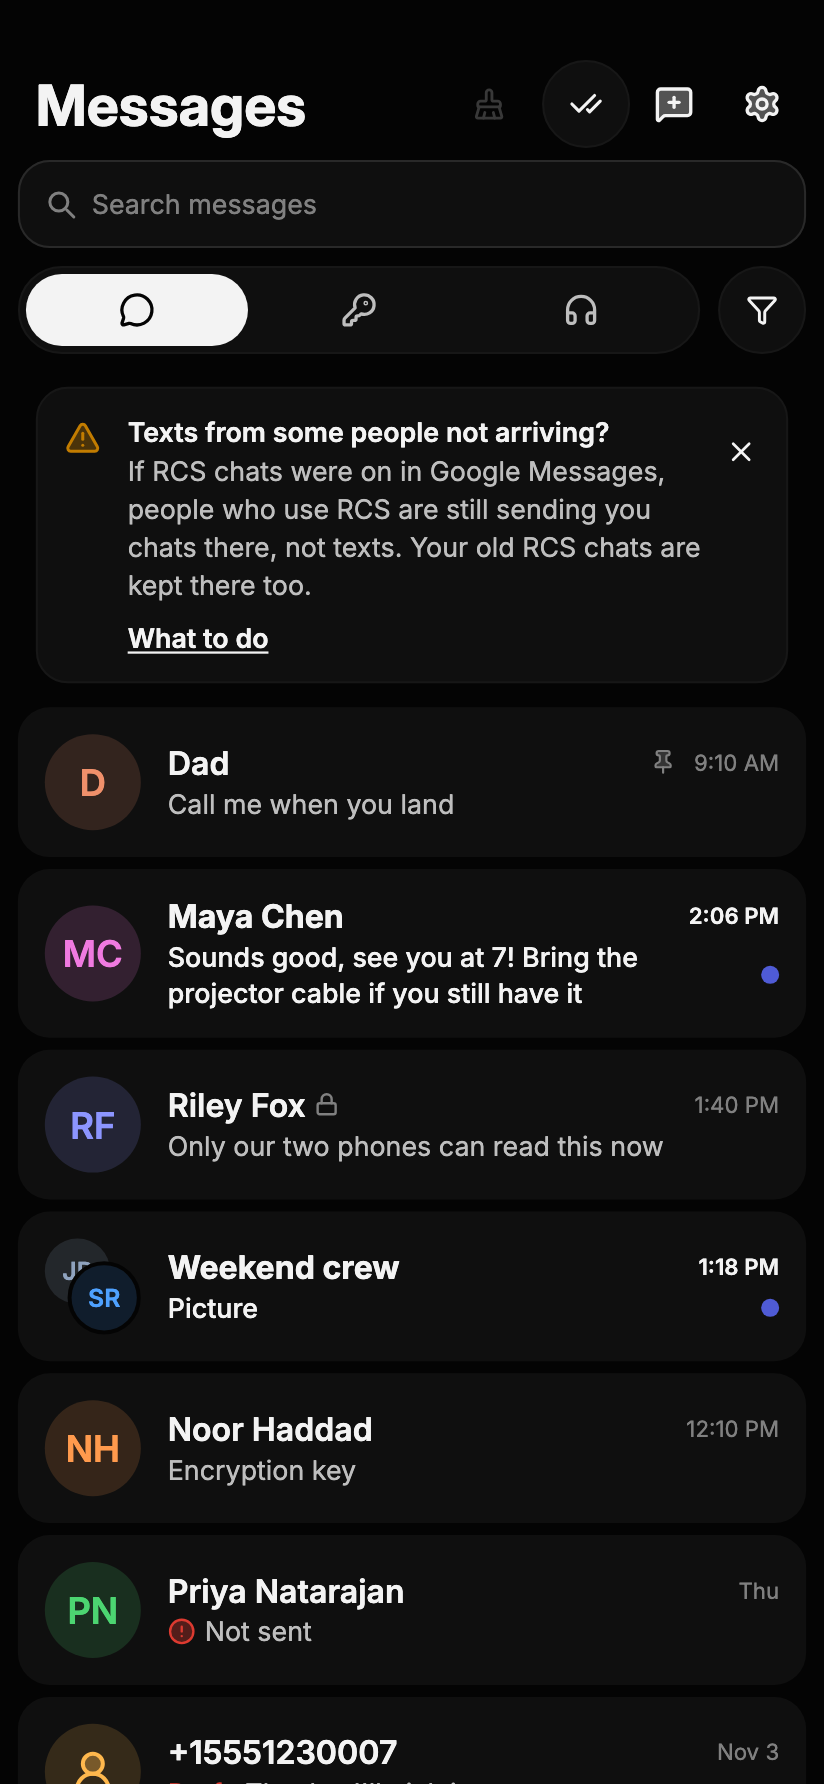 Messages
Search messages
Texts from some people not arriving?
If RCS chats were on in Google Messages,
people who use RCS are still sending you
chats there, not texts. Your old RCS chats are
kept there too.
What to do
D
Dad
9:10 AM
Call me when you land
MC
Maya Chen
2:06 PM
Sounds good, see you at 7! Bring the
projector cable if you still have it
RF
Riley Fox
1:40 PM
Only our two phones can read this now
SR
Weekend crew
1:18 PM
Picture
NH
Noor Haddad
12:10 PM
Encryption key
PN
Priya Natarajan
Thu
Not sent
+15551230007
Nov 3